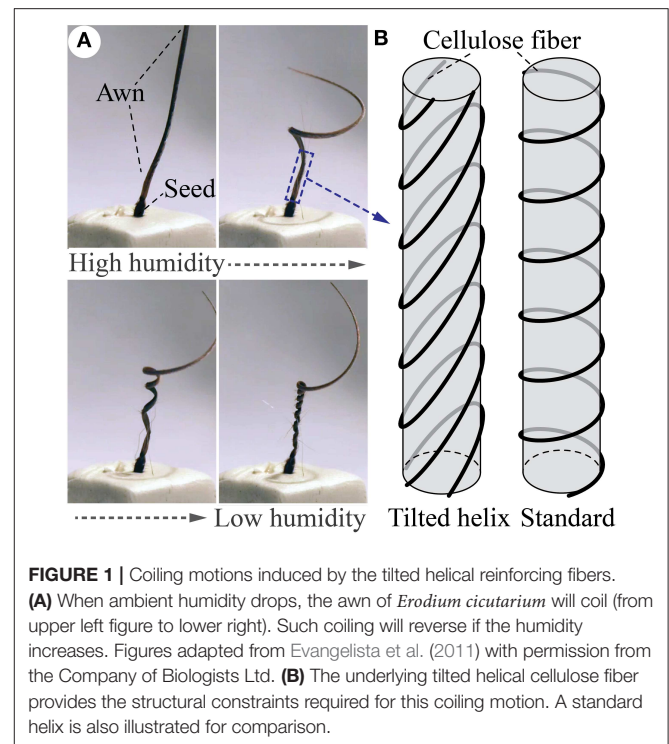 A
B
Cellulose fiber
Awn
Seed
High humidity
Low humidity
Tilted helix Standard
FIGURE 1 | Coiling motions induced by the tilted helical reinforcing fibers.
(A) When ambient humidity drops, the awn of Erodium cicutarium will coil (from
upper left figure to lower right). Such coiling will reverse if the humidity
increases. Figures adapted from Evangelista et al. (2011) with permission from
the Company of Biologists Ltd. (B) The underlying tilted helical cellulose fiber
provides the structural constraints required for this coiling motion. A standard
helix is also illustrated for comparison.